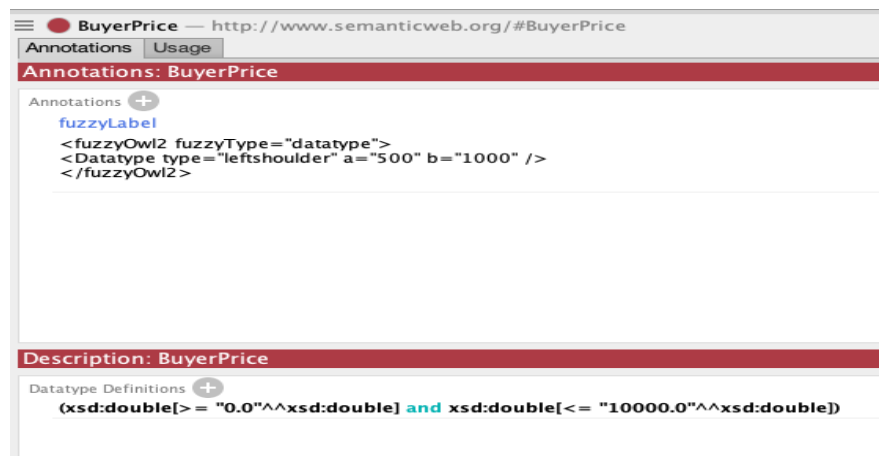 BuyerPrice — http://www.semanticweb.org/#BuyerPrice
Annotations Usage
Annotations: BuyerPrice
Annotations
fuzzyLabel
<fuzzyOwl2 fuzzyType="datatype">
<Datatype type="leftshoulder" a="500" b="1000" />
</fuzzyOwl2>
Description: BuyerPrice
Datatype Definitions
(xsd:double[>= "0.0"^^xsd:double] and xsd:double[<= "10000.0"^^xsd:double])